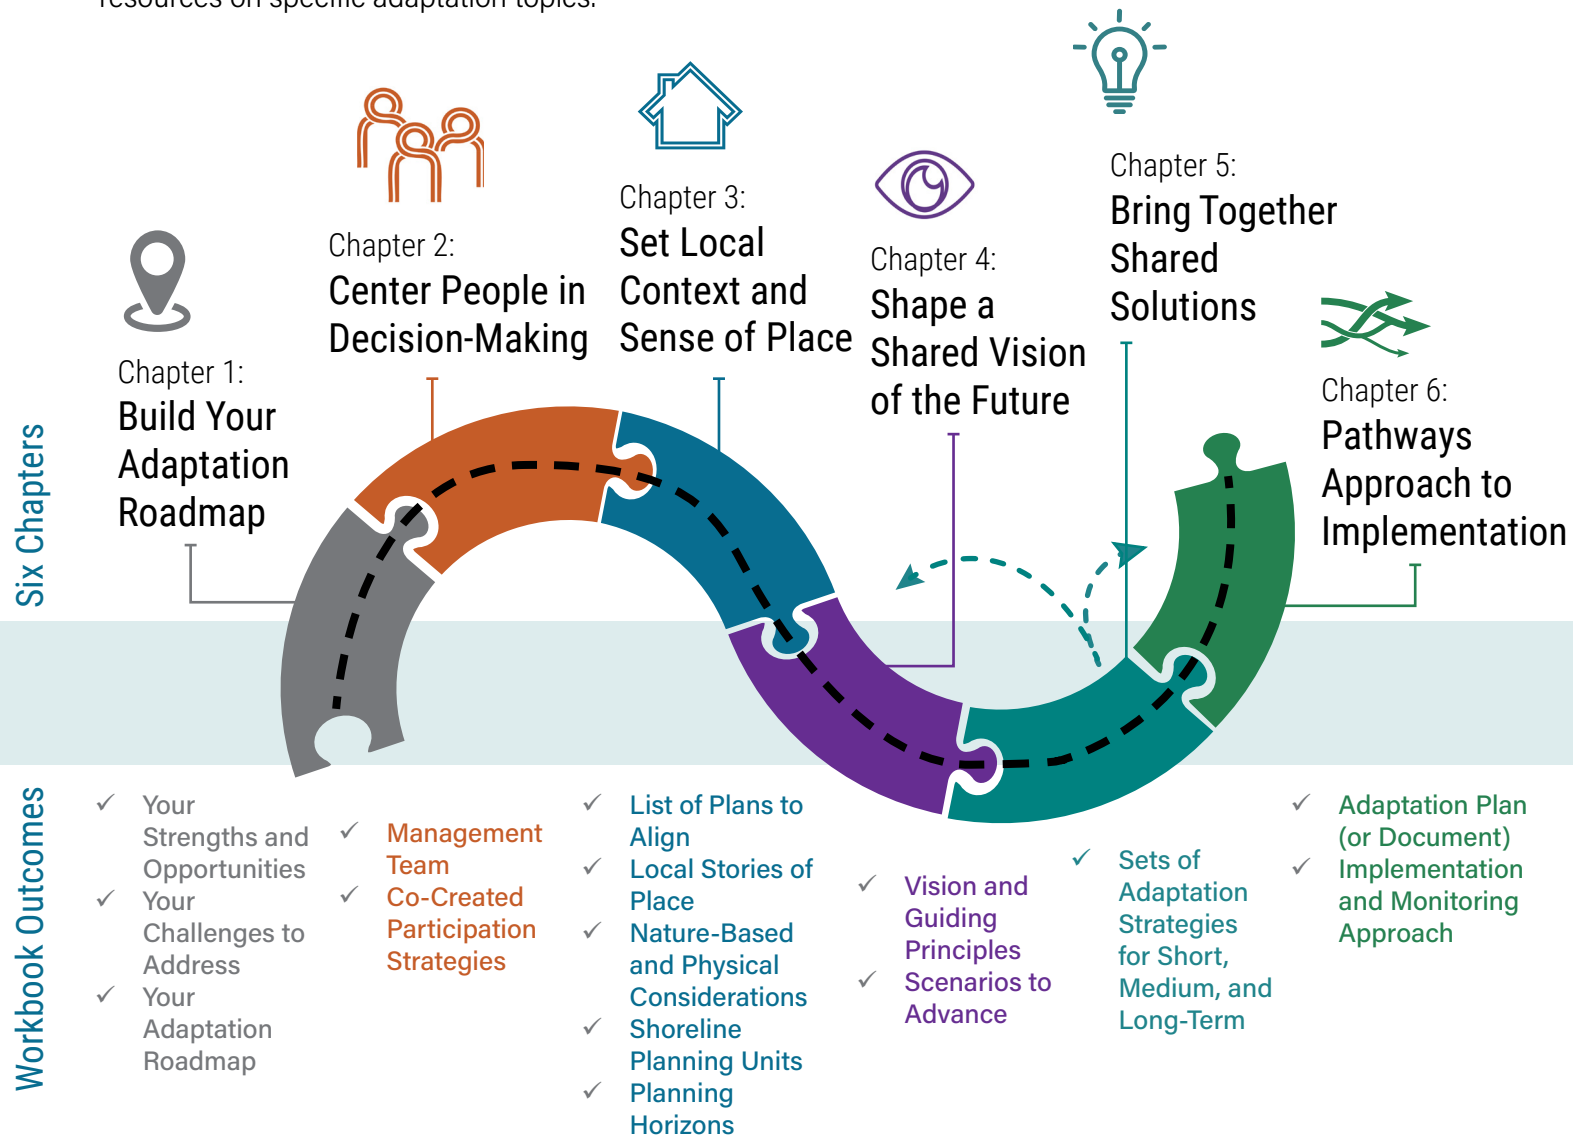 resources on specific adaptation topics.
Six Chapters
Chapter 1:
Build Your
Adaptation
Roadmap
Chapter 2:
Center People in
Decision-Making
Chapter 3:
Set Local
Context and
Sense of Place
Chapter 4:
Shape a
Shared Vision
of the Future
Chapter 5:
Bring Together
Shared
Solutions
Chapter 6:
Pathways
Approach to
Implementation
Workbook Outcomes
✓ Your
Strengths and
Opportunities
✓ Your
Challenges to
Address
✓ Your
Adaptation
Roadmap
✓ Management
Team
✓ Co-Created
Participation
Strategies
✓ List of Plans to
Align
✓ Local Stories of
Place
✓ Nature-Based
and Physical
Considerations
✓ Shoreline
Planning Units
✓ Planning
Horizons
✓ Vision and
Guiding
Principles
✓ Scenarios to
Advance
✓ Sets of
Adaptation
Strategies
for Short,
Medium, and
Long-Term
✓ Adaptation Plan
(or Document)
✓ Implementation
and Monitoring
Approach